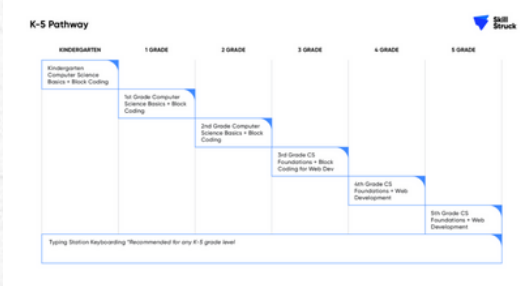 K-5 Pathway
Skill
Struck
KINDERGARTEN
1 GRADE
2 GRADE
3 GRADE
4 GRADE
5 GRADE
Kindergarten
Computer Science
Basics + Block Coding
1st Grade Computer
Science Basics + Block
Coding
2nd Grade Computer
Science Basics + Block
Coding
3rd Grade CS
Foundations + Block
Coding for Web Dev
4th Grade CS
Foundations + Web
Development
5th Grade CS
Foundations + Web
Development
Typing Station Keyboarding *Recommended for any K-5 grade level